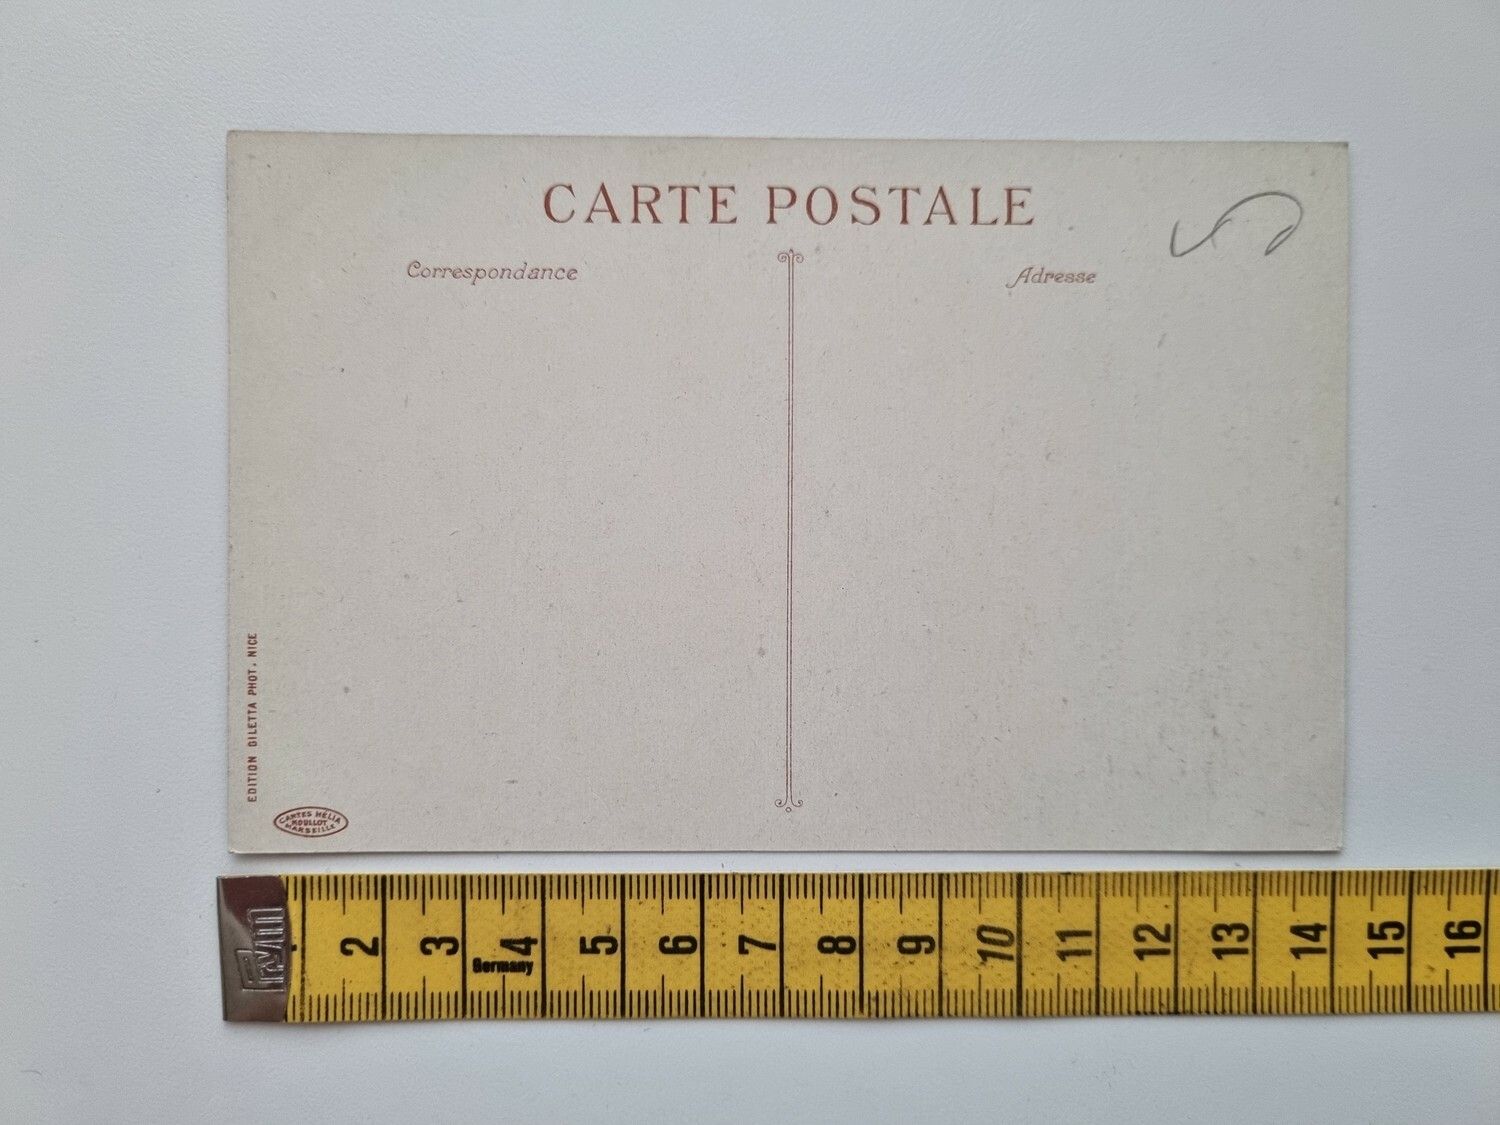 CARTE POSTALE
Correspondance
Adresse
EDITION GILETTA PHOT. NICE
CARTES HÉLIA
MOULLOT
MARSEILLE
2 3 4 5 6 7 8 9 10 11 12 13 14 15 16
Germany